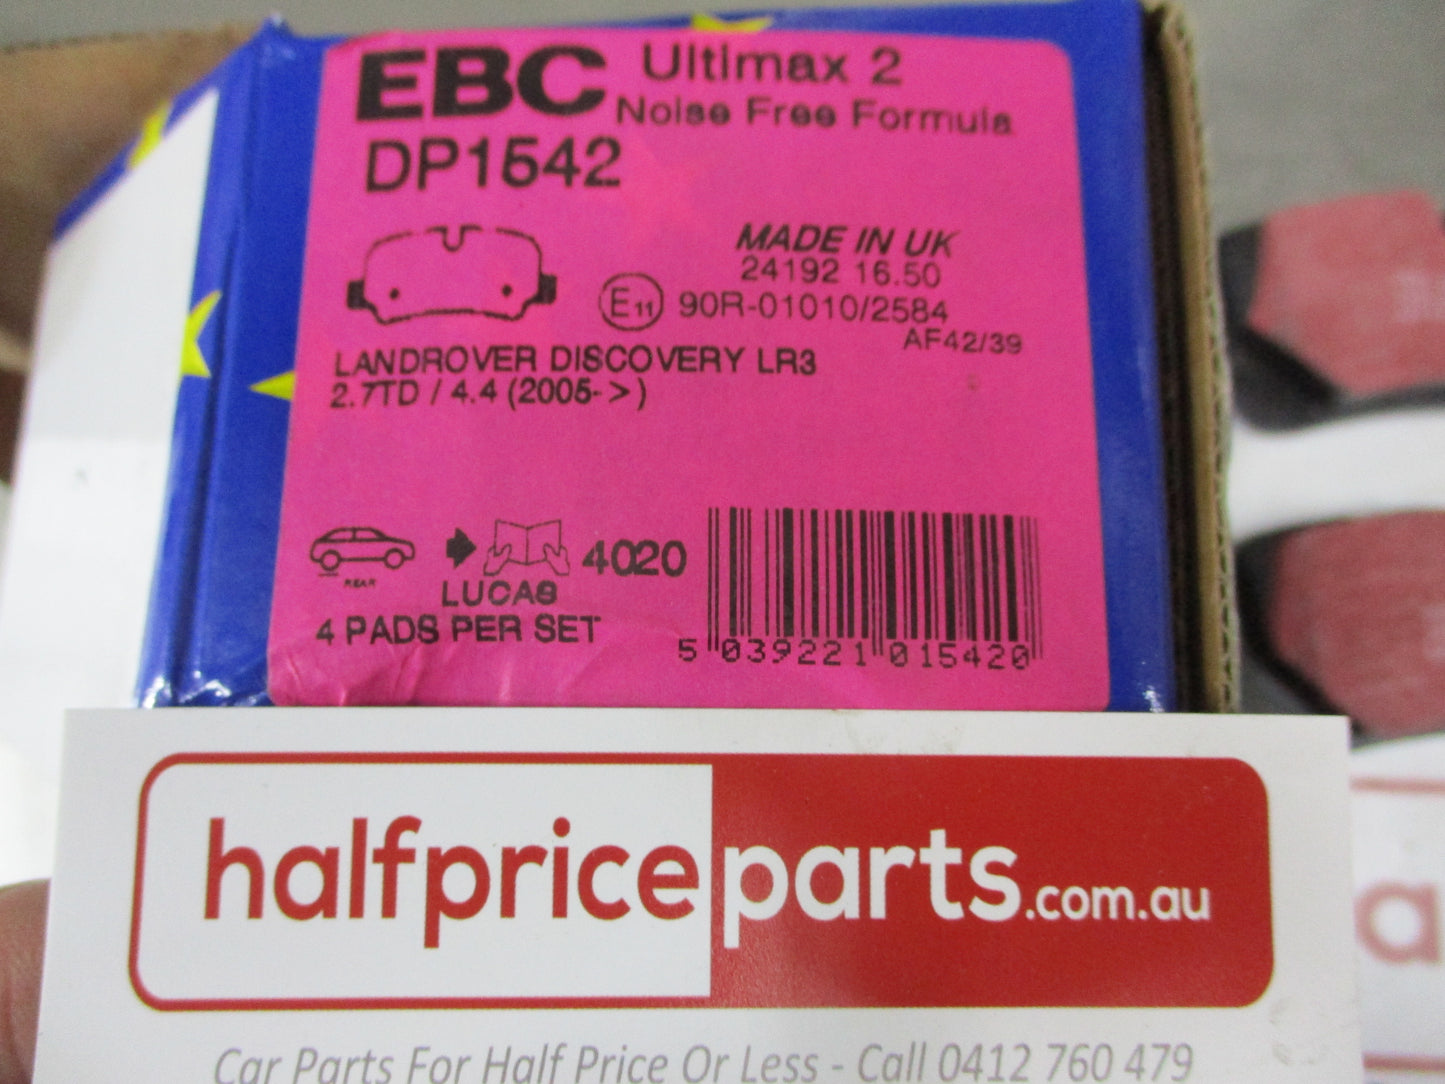 EBC Ultimax 2
Noise Free Formula
DP1542
MADE IN UK
24192 16.50
E11 90R-01010/2584
AF42/39
LANDROVER DISCOVERY LR3
2.7TD / 4.4 (2005->)
REAR
4020
LUCAS
4 PADS PER SET
5 039221 015420
halfpriceparts.com.au
Car Parts For Half Price Or Less - Call 0412 760 479
a